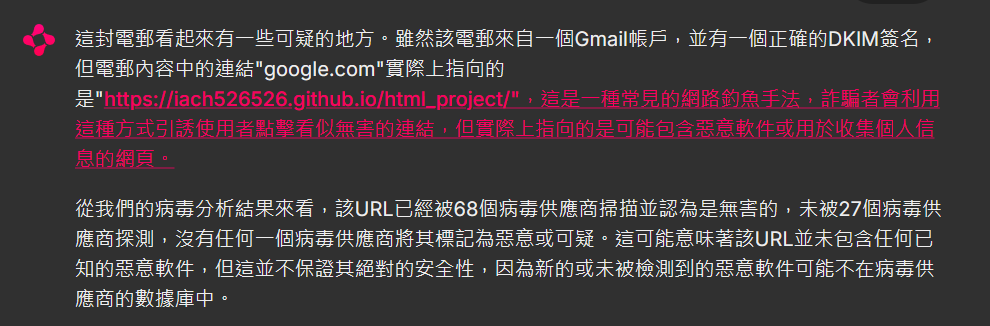 這封電郵看起來有一些可疑的地方。雖然該電郵來自一個Gmail帳戶，並有一個正確的DKIM簽名，
但電郵內容中的連結"google.com"實際上指向的
是"https://iach526526.github.io/html_project/"，這是一種常見的網路釣魚手法，詐騙者會利用
這種方式引誘使用者點擊看似無害的連結，但實際上指向的是可能包含惡意軟件或用於收集個人信
息的網頁。
從我們的病毒分析結果來看，該URL已經被68個病毒供應商掃描並認為是無害的，未被27個病毒供
應商探測，沒有任何一個病毒供應商將其標記為惡意或可疑。這可能意味著該URL並未包含任何已
知的惡意軟件，但這並不保證其絕對的安全性，因為新的或未被檢測到的惡意軟件可能不在病毒供
應商的數據庫中。